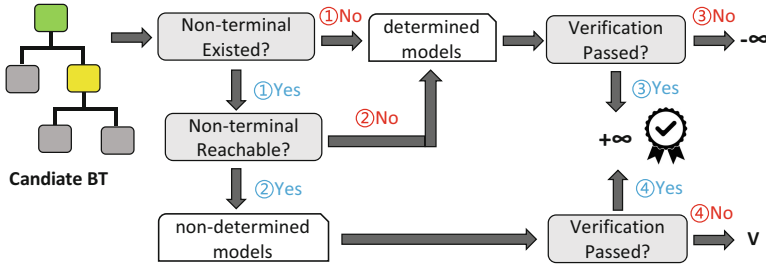 Non-terminal
Existed?
①No
determined
models
Verification
Passed?
③No
-∞
①Yes
③Yes
Non-terminal
Reachable?
②No
+∞
Candiate BT
②Yes
④Yes
non-determined
models
Verification
Passed?
④No
V